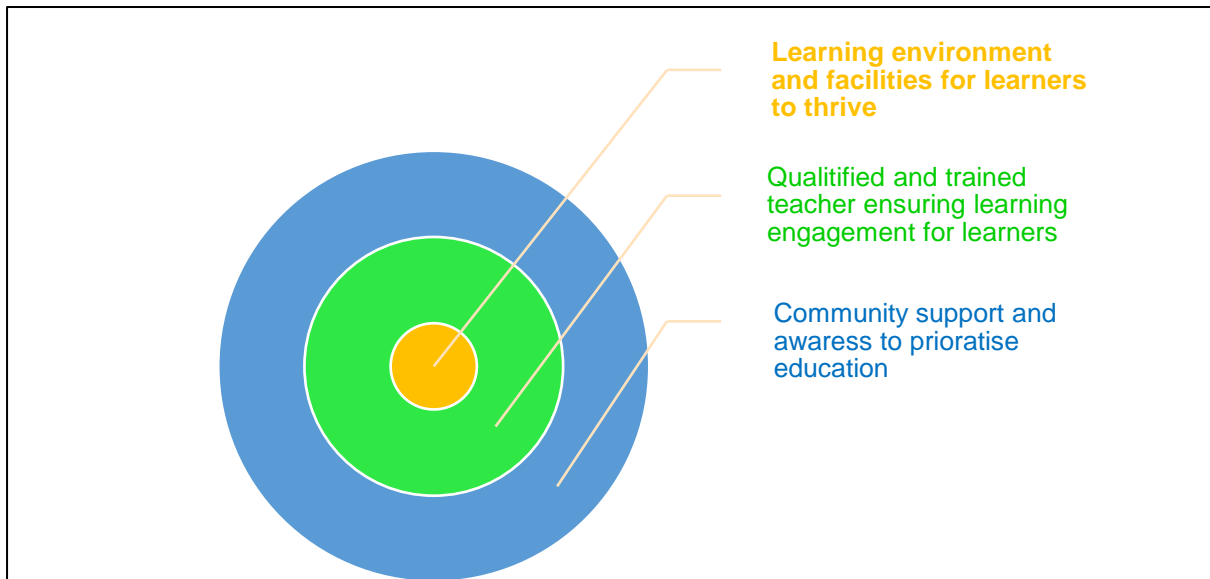 Learning environment
and facilities for learners
to thrive
Qualitified and trained
teacher ensuring learning
engagement for learners
Community support and
awaress to prioratise
education